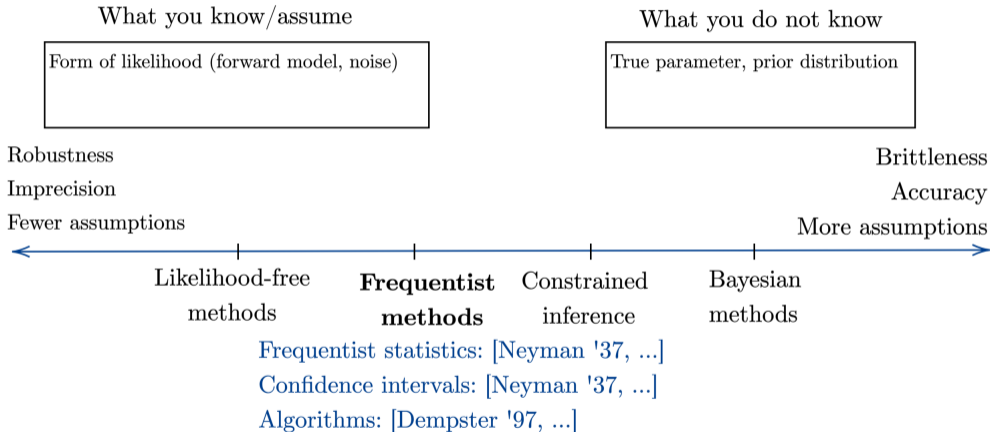 What you know/assume
What you do not know
Form of likelihood (forward model, noise)
True parameter, prior distribution
Robustness
Imprecision
Fewer assumptions
Brittleness
Accuracy
More assumptions
Likelihood-free
methods
Frequentist
methods
Constrained
inference
Bayesian
methods
Frequentist statistics: [Neyman '37, ...]
Confidence intervals: [Neyman '37, ...]
Algorithms: [Dempster '97, ...]